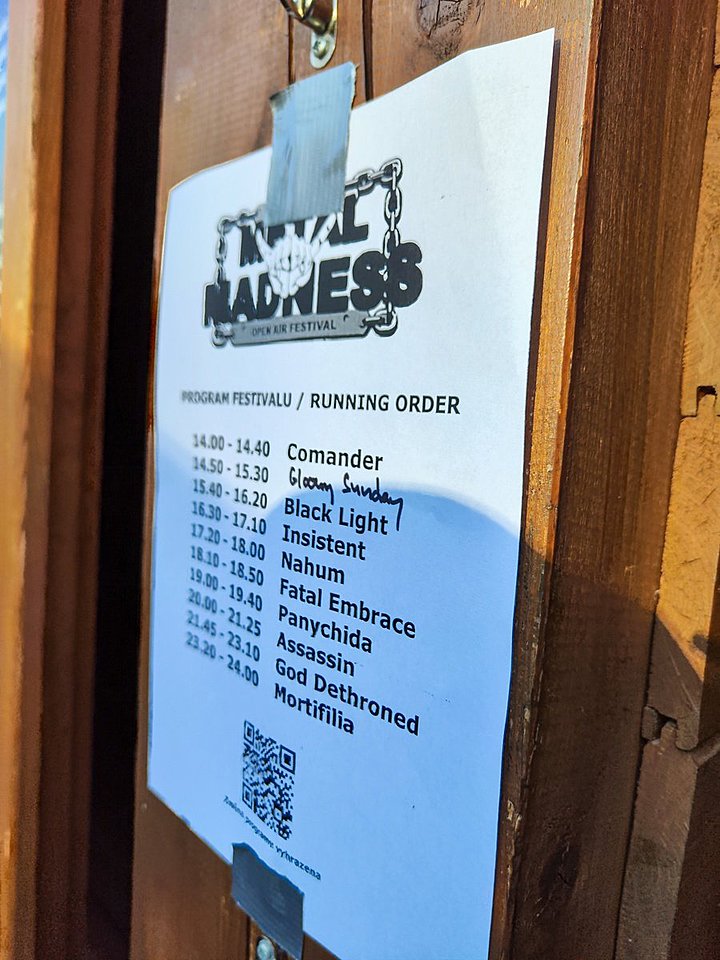 METAL
MADNESS
OPEN AIR FESTIVAL
PROGRAM FESTIVALU / RUNNING ORDER
14.00 - 14.40 Comander
14.50 - 15.30 Gloomy Sunday
15.40 - 16.20 Black Light
16.30 - 17.10 Insistent
17.20 - 18.00 Nahum
18.10 - 18.50 Fatal Embrace
19.00 - 19.40 Panychida
20.00 - 21.25 Assassin
21.45 - 23.10 God Dethroned
23.20 - 24.00 Mortifilia
Změna programu vyhrazena